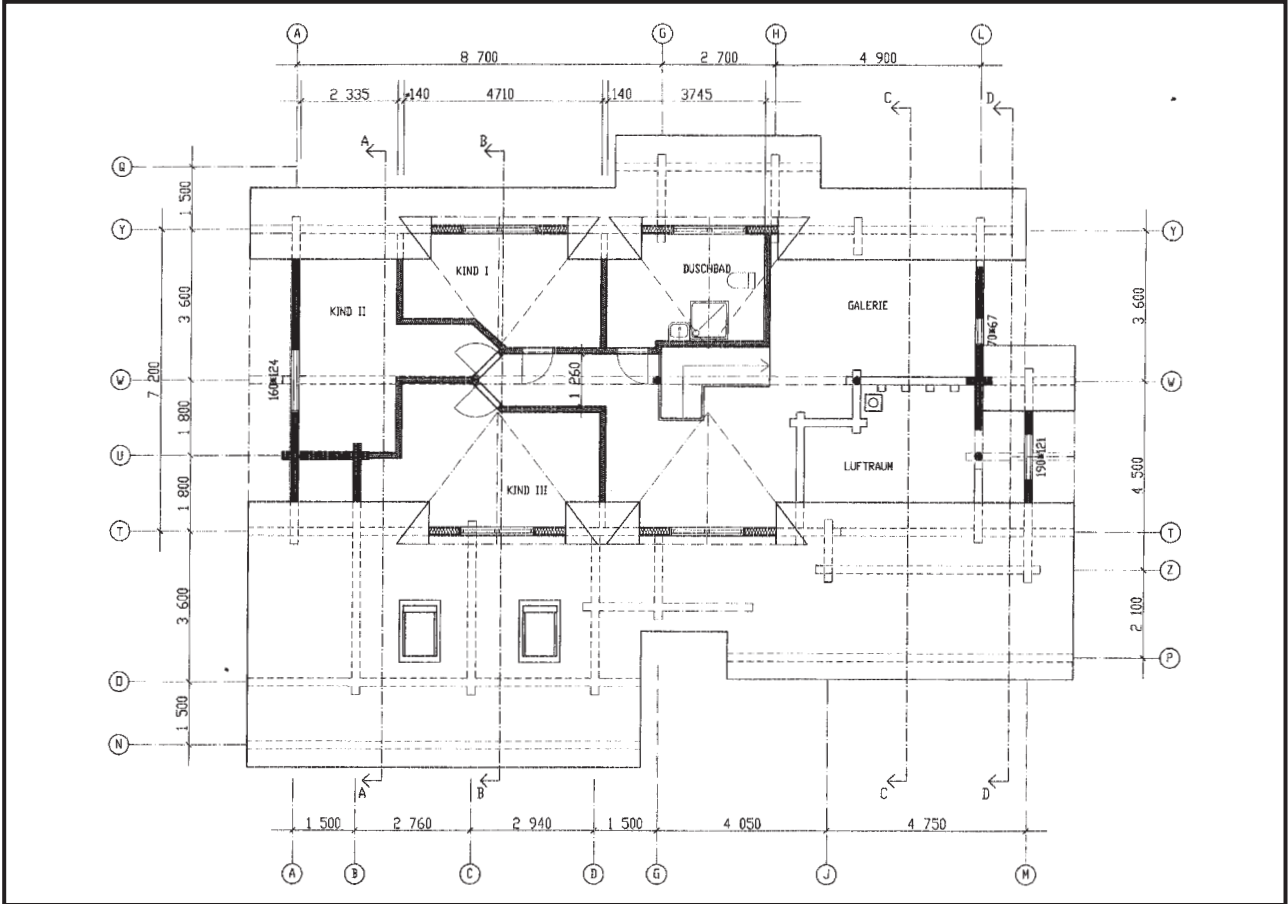 A G H L
8 700 2 700 4 900
2 335 140 4710 140 3745
C D
A B
Q
1 500
Y Y
KIND I DUSCHBAD
KIND II GALERIE
3 600 3 600
70*67
160*124
W W
7 200
1 260
1 800
U
LUFTRAUM
190*121
4 500
KIND III
1 800
T T
Z
3 600
2 100
P
O
1 500
N
A B C D
1 500 2 760 2 940 1 500 4 050 4 750
A B C D G J M